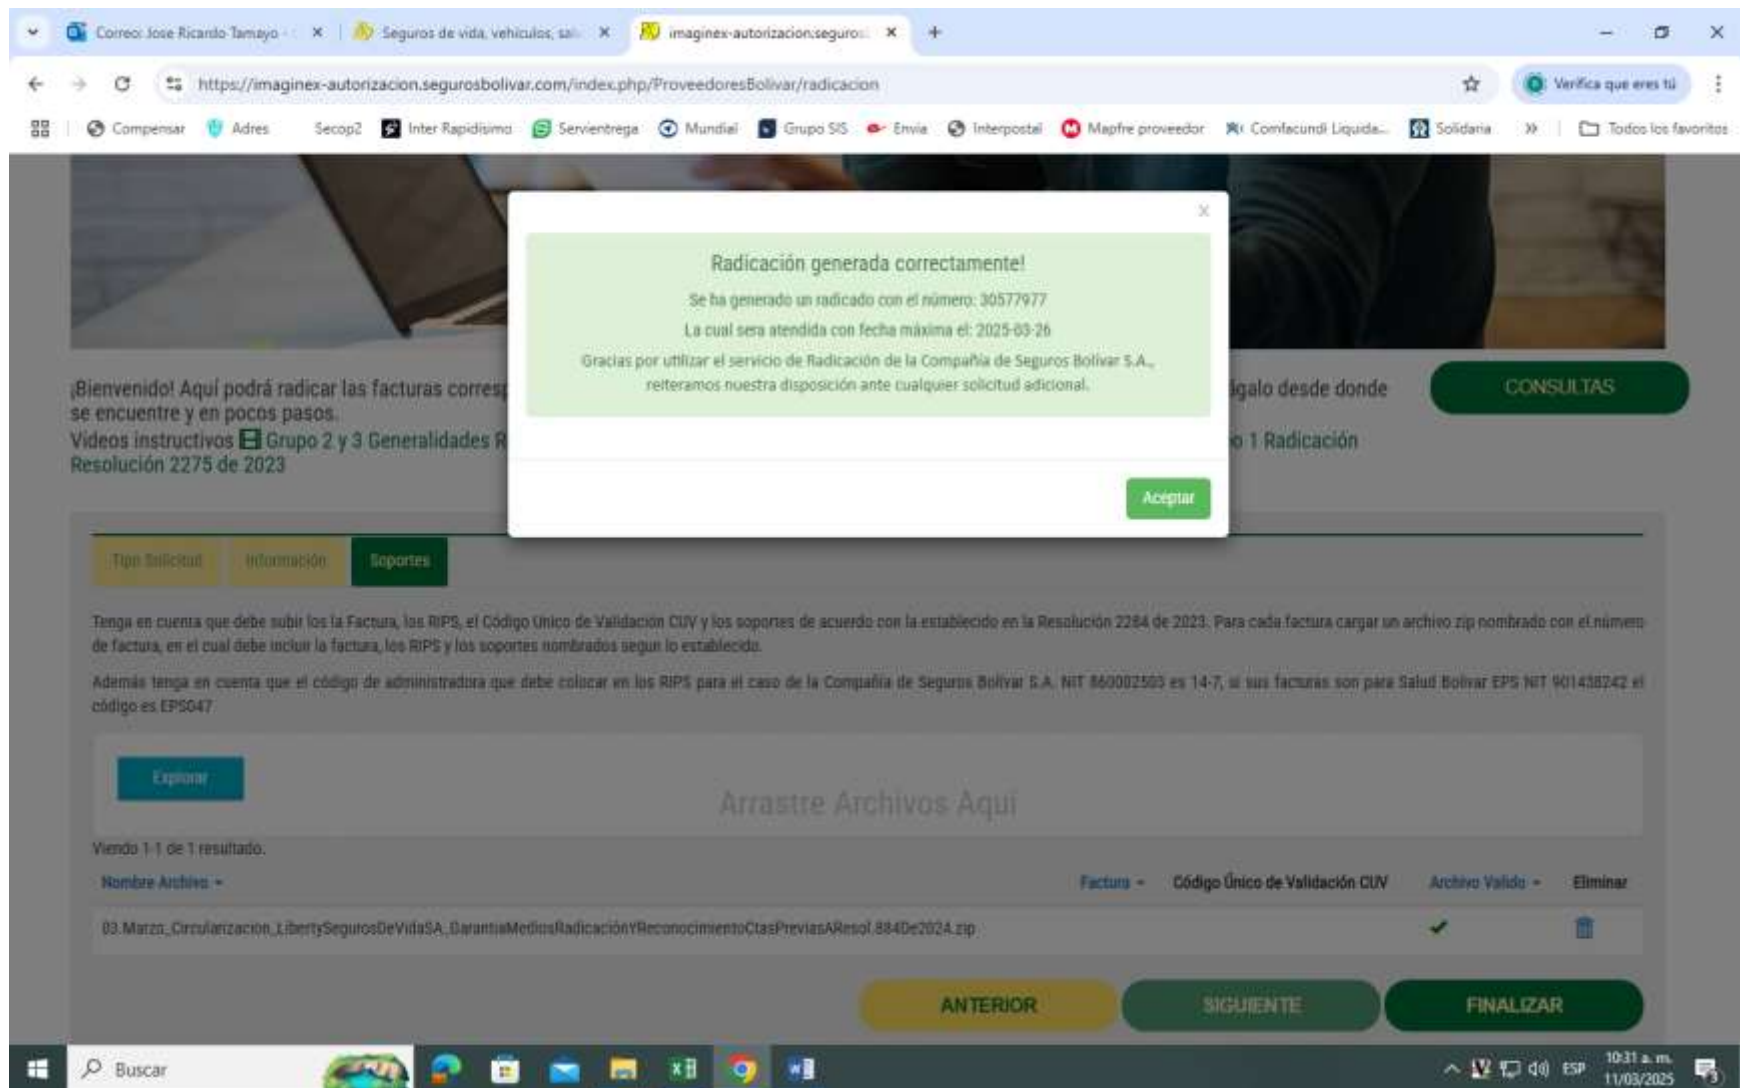 Correo: Jose Ricardo Tamayo -
Seguros de vida, vehículos, sal
imaginex-autorizacion.seguros
https://imaginex-autorizacion.segurosbolivar.com/index.php/ProveedoresBolivar/radicacion
Verifica que eres tú
Compensar
Adres
Secop2
Inter Rapidísimo
Servientrega
Mundial
Grupo SIS
Envia
Interpostal
Mapfre proveedor
Comfacundi Liquida...
Solidaria
Todos los favoritos
x
Radicación generada correctamente!
Se ha generado un radicado con el número: 30577977
La cual sera atendida con fecha máxima el: 2025-03-26
Gracias por utilizar el servicio de Radicación de la Compañía de Seguros Bolívar S.A.,
reiteramos nuestra disposición ante cualquier solicitud adicional.
Aceptar
¡Bienvenido! Aquí podrá radicar las facturas corresp
ágalo desde donde
se encuentre y en pocos pasos.
CONSULTAS
Videos instructivos Grupo 2 y 3 Generalidades R
o 1 Radicación
Resolución 2275 de 2023
Tipo Solicitud
Información
Soportes
Tenga en cuenta que debe subir los la Factura, los RIPS, el Código Unico de Validación CUV y los soportes de acuerdo con la establecido en la Resolución 2284 de 2023. Para cada factura cargar un archivo zip nombrado con el número
de factura, en el cual debe incluir la factura, los RIPS y los soportes nombrados segun lo establecido.
Además tenga en cuenta que el código de administradora que debe colocar en los RIPS para el caso de la Compañía de Seguros Bolívar S.A. NIT 860002503 es 14-7, si sus facturas son para Salud Bolivar EPS NIT 901438242 el
código es EPS047
Explorar
Arrastre Archivos Aquí
Viendo 1-1 de 1 resultado.
Nombre Archivo
Factura
Código Único de Validación CUV
Archivo Valido
Eliminar
03.Marzo_Circularización_LibertySegurosDeVidaSA_GarantiaMediosRadicaciónYReconocimientoCtasPreviasAResol.884De2024.zip
ANTERIOR
SIGUIENTE
FINALIZAR
Buscar
ESP
10:31 a. m.
11/03/2025